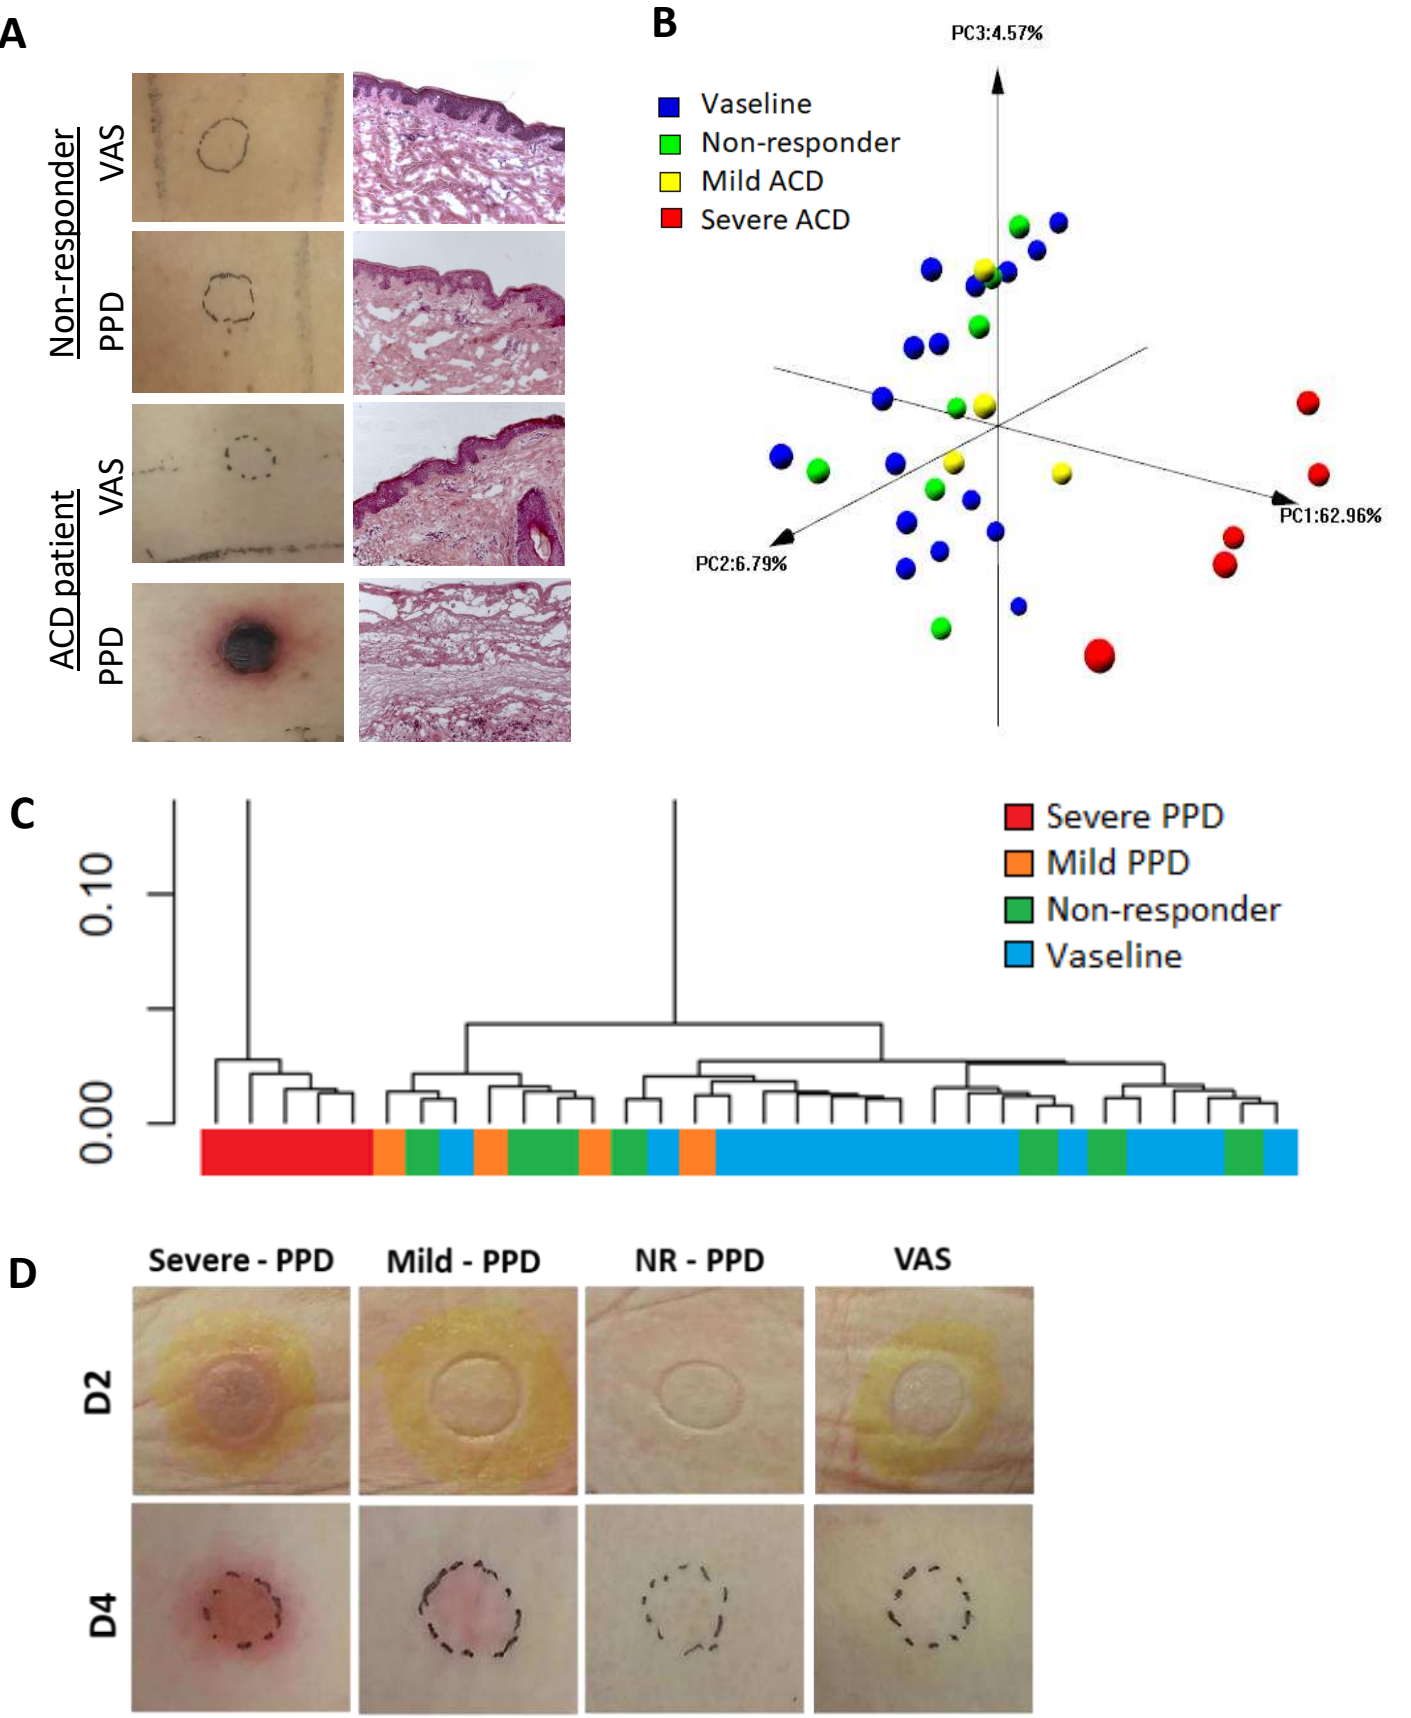 A
Non-responder
VAS
PPD
ACD patient
VAS
PPD
B
Vaseline
Non-responder
Mild ACD
Severe ACD
PC3:4.57%
PC1:62.96%
PC2:6.79%
C
0.10
0.00
Severe PPD
Mild PPD
Non-responder
Vaseline
D
Severe - PPD
Mild - PPD
NR - PPD
VAS
D2
D4